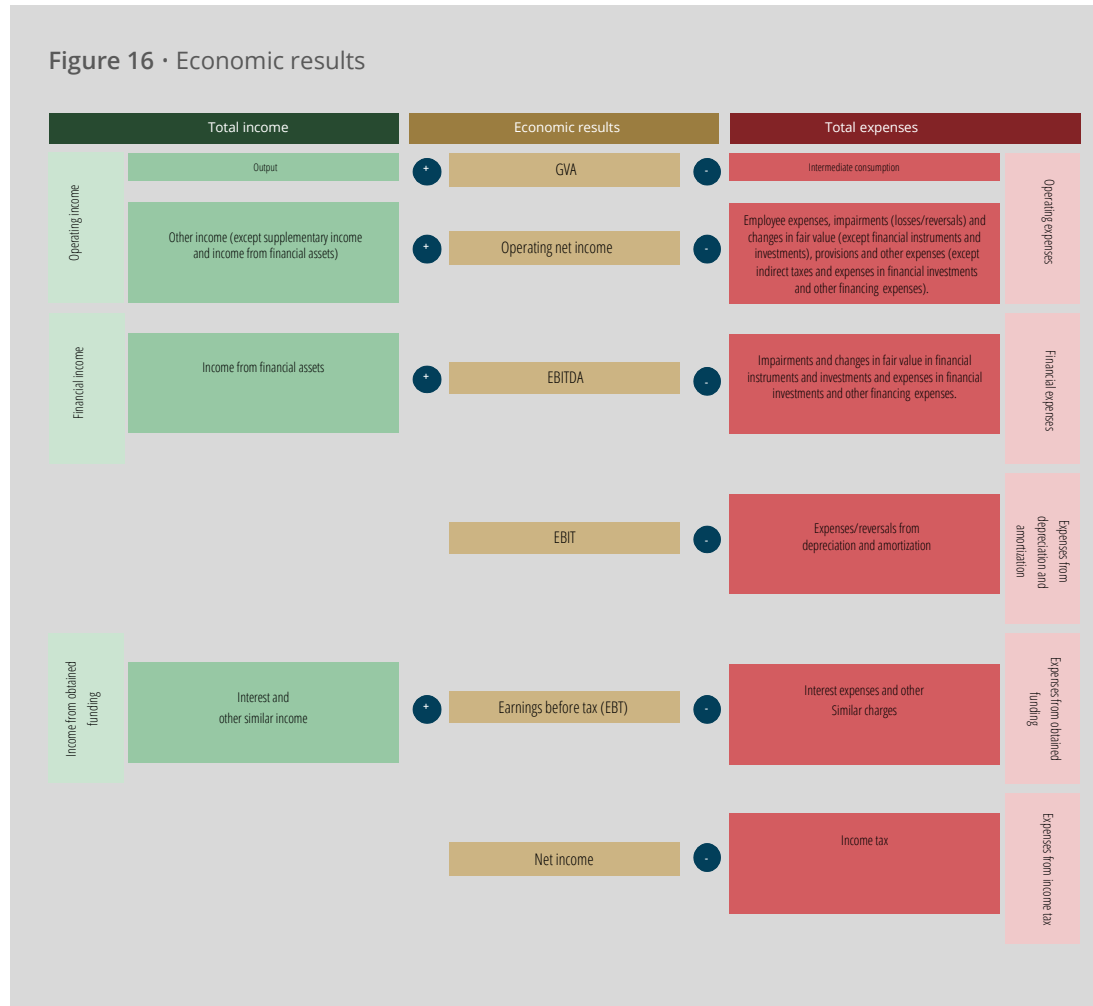 Figure 16 · Economic results
Total income
Economic results
Total expenses
Operating income
Output
+
GVA
-
Intermediate consumption
Operating expenses
Other income (except supplementary income
and income from financial assets)
+
Operating net income
-
Employee expenses, impairments (losses/reversals) and
changes in fair value (except financial instruments and
investments), provisions and other expenses (except
indirect taxes and expenses in financial investments
and other financing expenses).
Financial income
Income from financial assets
+
EBITDA
-
Impairments and changes in fair value in financial
instruments and investments and expenses in financial
investments and other financing expenses.
Financial expenses
EBIT
-
Expenses/reversals from
depreciation and amortization
Expenses from
depreciation and
amortization
Income from obtained
funding
Interest and
other similar income
+
Earnings before tax (EBT)
-
Interest expenses and other
Similar charges
Expenses from obtained
funding
Net income
-
Income tax
Expenses from income tax